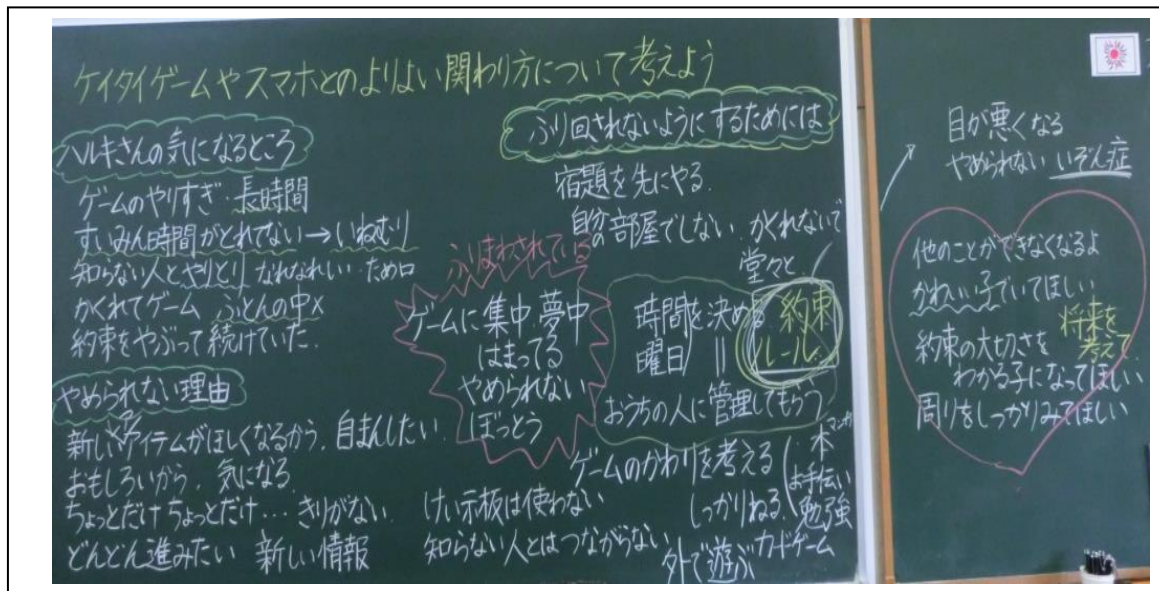 ケイタイゲームやスマホとのよりよい関わり方について考えよう
ハルキさんの気になるところ
ゲームのやりすぎ・長時間
すいみん時間がとれてない→いねむり
知らない人とやりとり なれなれしい・ため口
かくれてゲーム ふとんの中×
約束をやぶって続けていた。
やめられない理由
新しいアイテムがほしくなるから、自まんしたい。
おもしろいから、気になる。
ちょっとだけちょっとだけ…きりがない。
どんどん進みたい 新しい情報
ふりまわされている
ゲームに集中・夢中
はまってる
やめられない
ぼっとう
ふり回されないようにするためには
宿題を先にやる。
自分の部屋でしない かくれないで
堂々と
時間を決める 約束
曜日 || ルール
おうちの人に管理してもらう
ゲームのかわりを考える
本 マンガ
お手伝い
勉強
しっかりねる
けい示板は使わない
知らない人とはつながらない
外で遊ぶ カードゲーム
目が悪くなる
やめられない いぞん症
他のことができなくなるよ
かわいい子でいてほしい
将来を考えて
約束の大切さを
わかる子になってほしい
周りをしっかりみてほしい